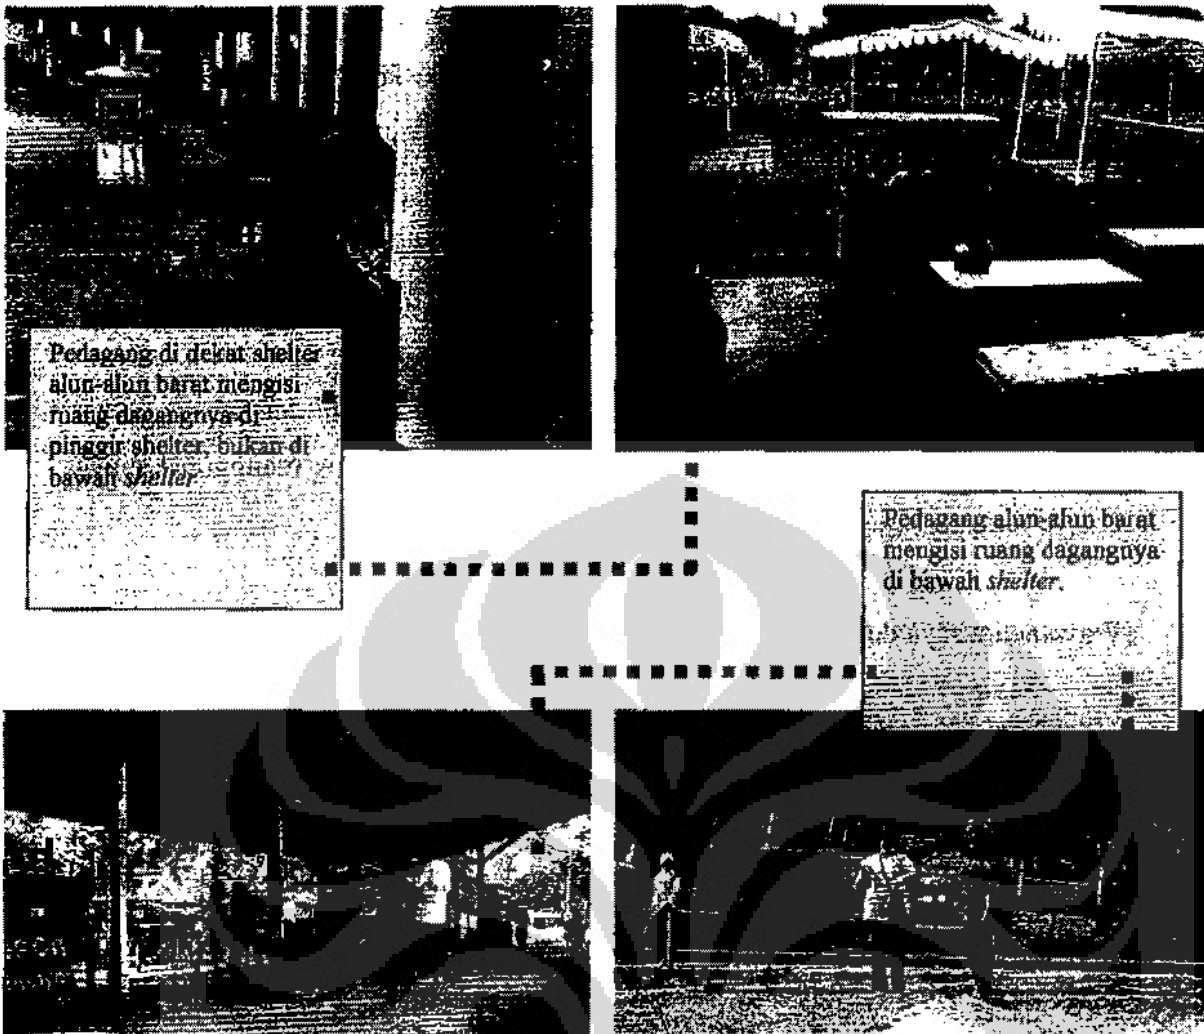 Pedagang di dekat shelter
alun-alun barat mengisi
ruang dagangnya di
pinggir shelter, bukan di
bawah shelter
Pedagang alun-alun barat
mengisi ruang dagangnya
di bawah shelter.